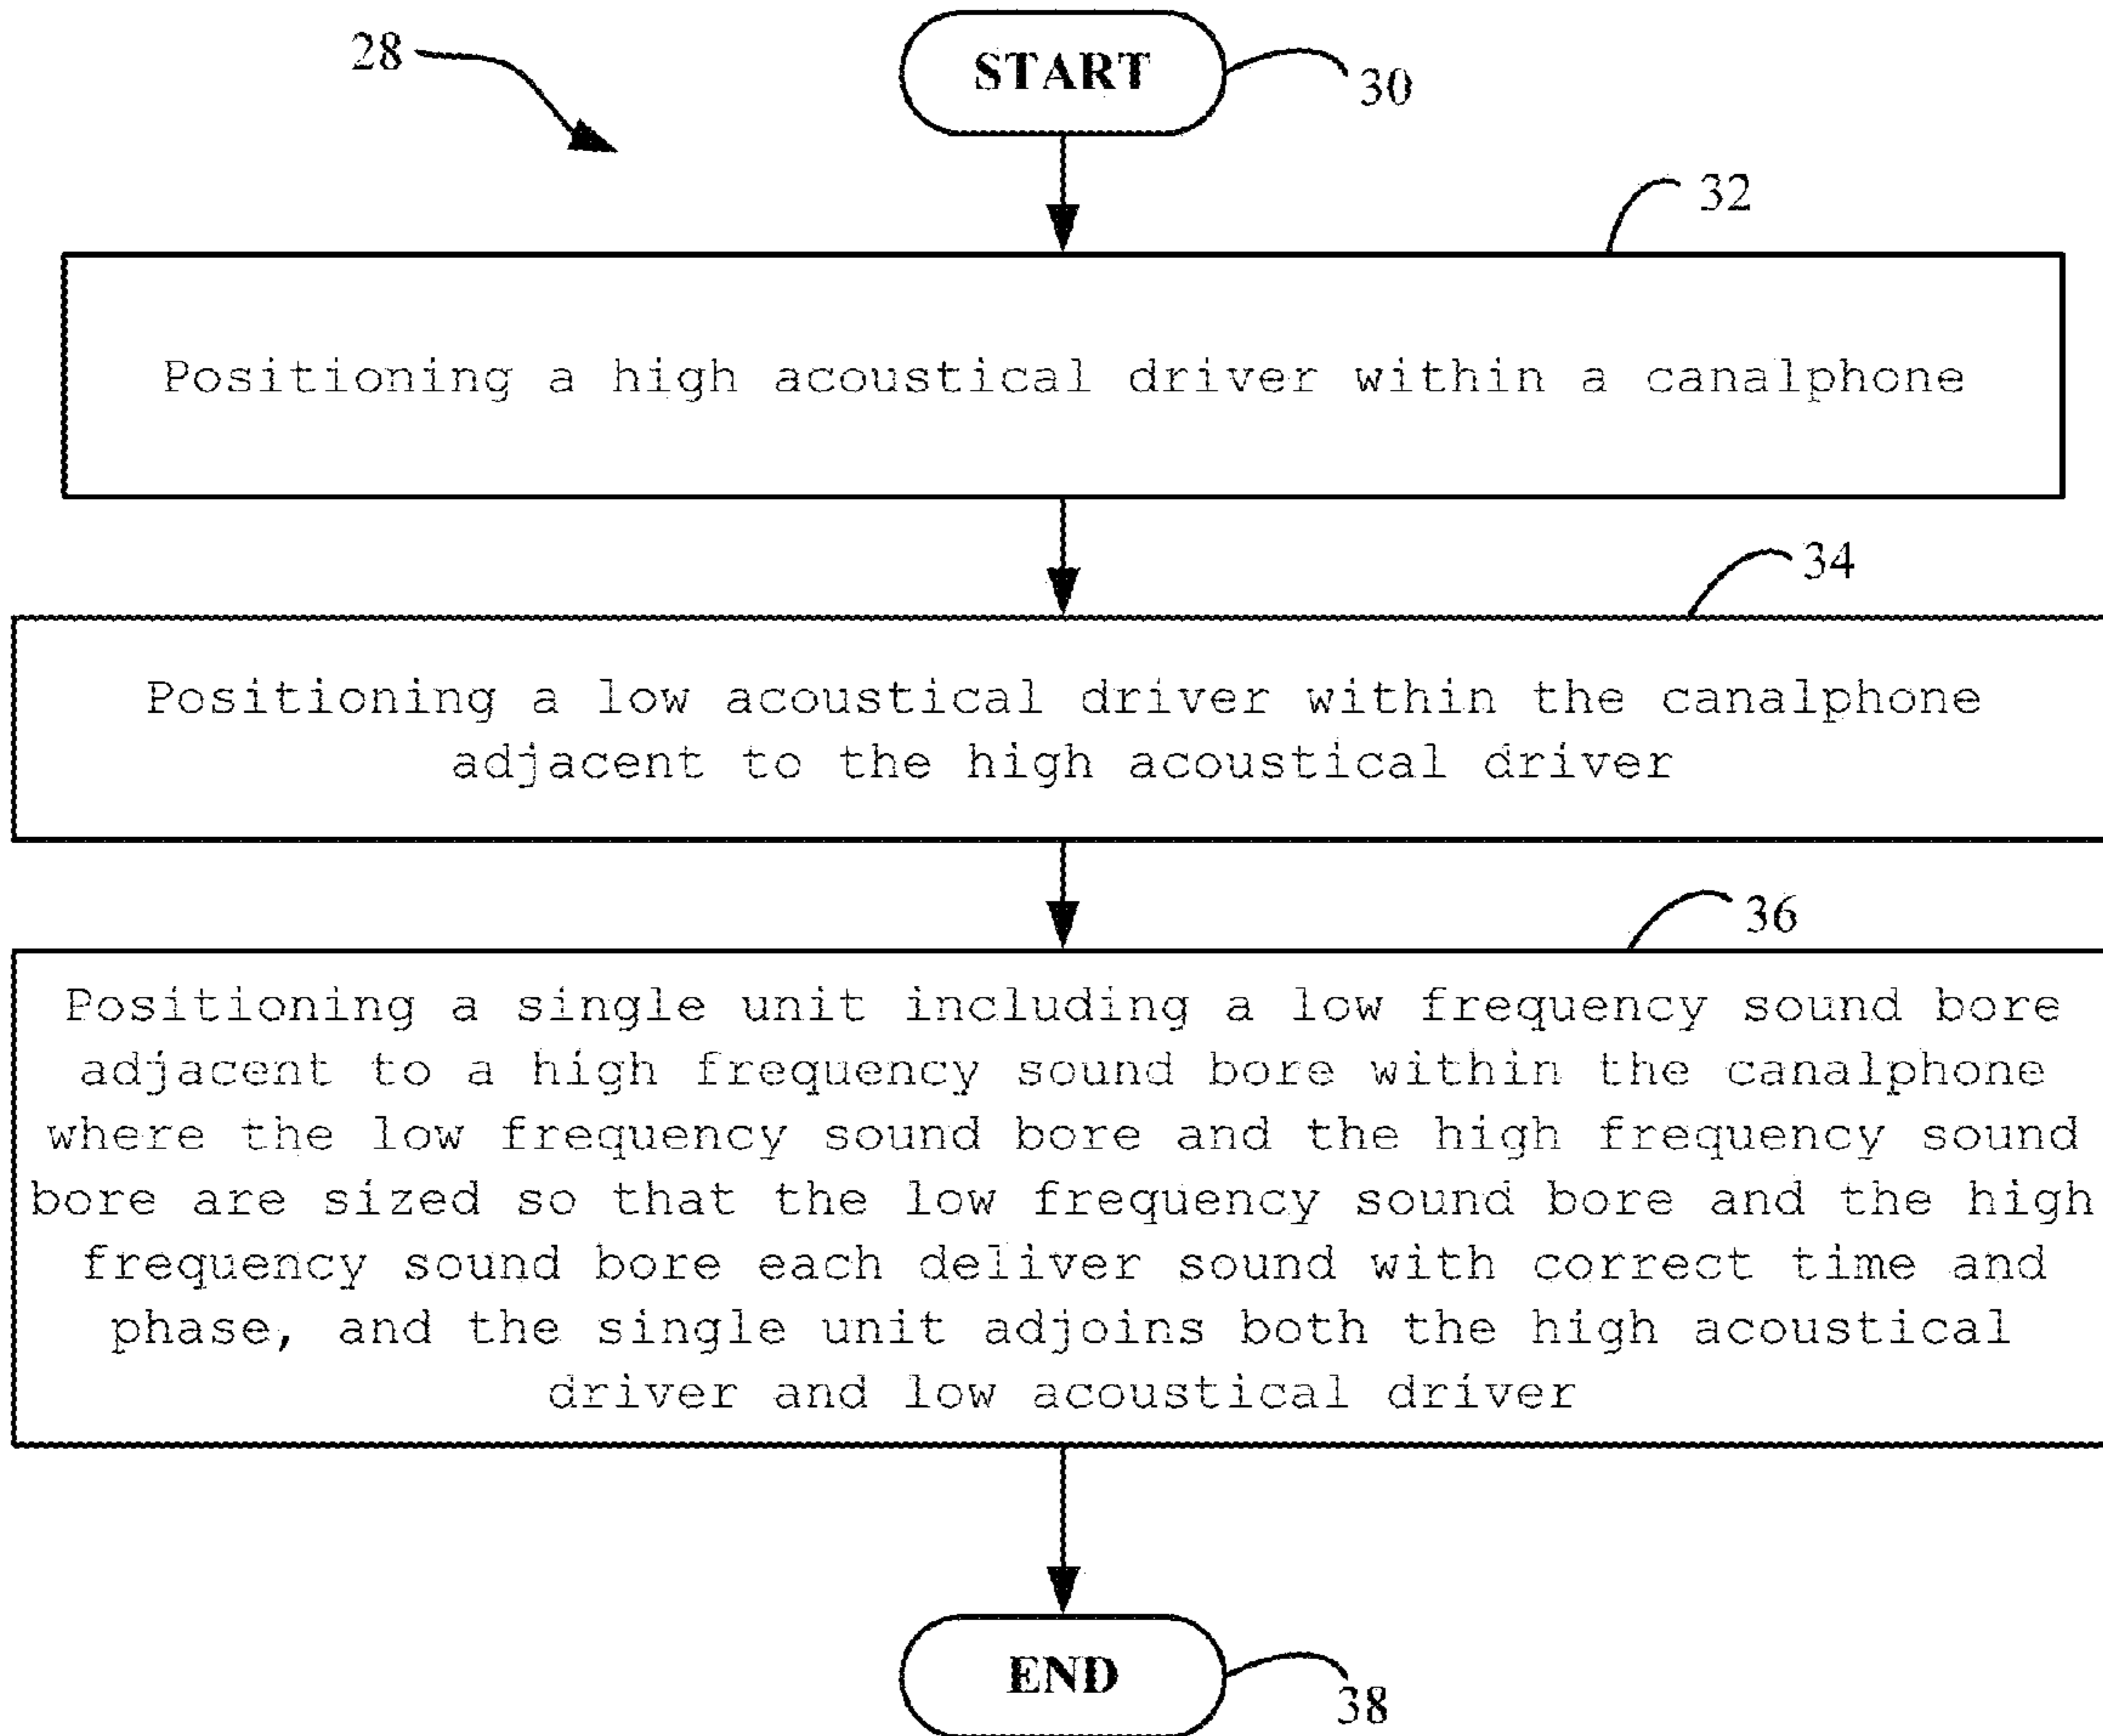 28
START
30
32
Positioning a high acoustical driver within a canalphone
34
Positioning a low acoustical driver within the canalphone
adjacent to the high acoustical driver
36
Positioning a single unit including a low frequency sound bore
adjacent to a high frequency sound bore within the canalphone
where the low frequency sound bore and the high frequency sound
bore are sized so that the low frequency sound bore and the high
frequency sound bore each deliver sound with correct time and
phase, and the single unit adjoins both the high acoustical
driver and low acoustical driver
END
38